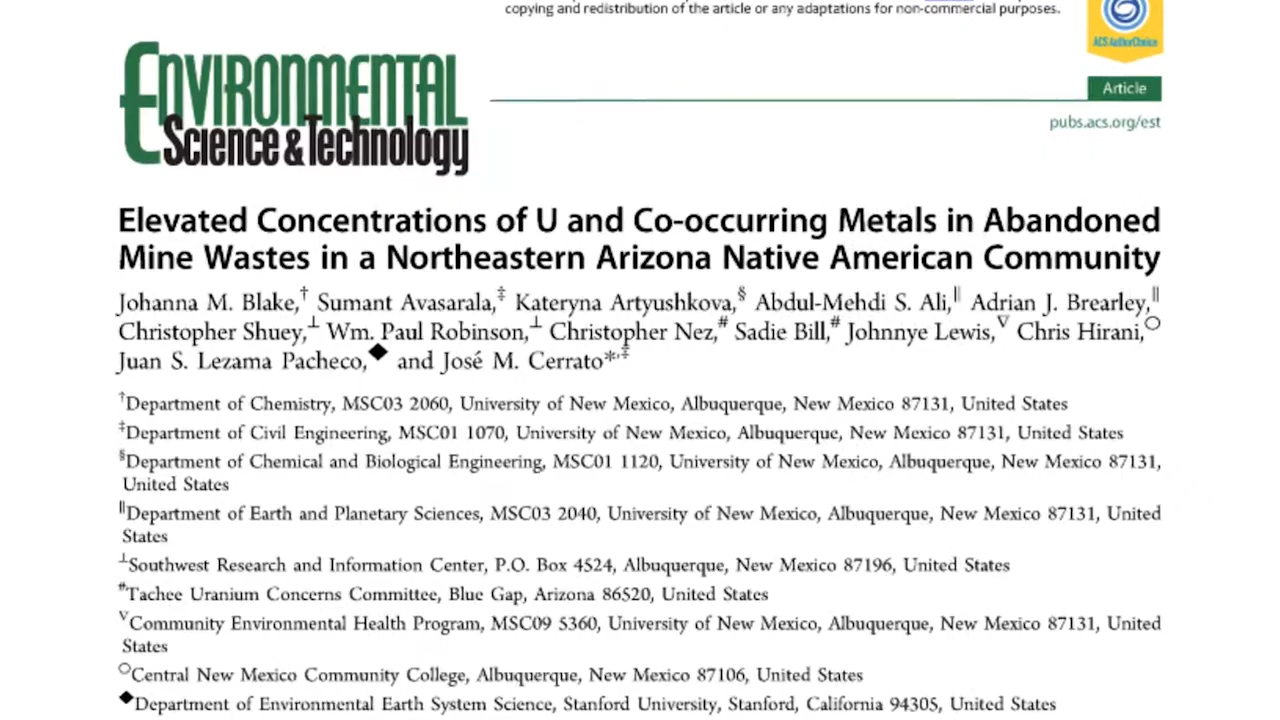 copying and redistribution of the article or any adaptations for non-commercial purposes.
ACS AuthorChoice
Environmental
Science & Technology
Article
pubs.acs.org/est
Elevated Concentrations of U and Co-occurring Metals in Abandoned
Mine Wastes in a Northeastern Arizona Native American Community
Johanna M. Blake,† Sumant Avasarala,‡ Kateryna Artyushkova,§ Abdul-Mehdi S. Ali,∥ Adrian J. Brearley,∥
Christopher Shuey,⊥ Wm. Paul Robinson,⊥ Christopher Nez,# Sadie Bill,# Johnnye Lewis,∇ Chris Hirani,○
Juan S. Lezama Pacheco,◆ and José M. Cerrato*,‡
†Department of Chemistry, MSC03 2060, University of New Mexico, Albuquerque, New Mexico 87131, United States
‡Department of Civil Engineering, MSC01 1070, University of New Mexico, Albuquerque, New Mexico 87131, United States
§Department of Chemical and Biological Engineering, MSC01 1120, University of New Mexico, Albuquerque, New Mexico 87131,
United States
∥Department of Earth and Planetary Sciences, MSC03 2040, University of New Mexico, Albuquerque, New Mexico 87131, United
States
⊥Southwest Research and Information Center, P.O. Box 4524, Albuquerque, New Mexico 87196, United States
#Tachee Uranium Concerns Committee, Blue Gap, Arizona 86520, United States
∇Community Environmental Health Program, MSC09 5360, University of New Mexico, Albuquerque, New Mexico 87131, United
States
○Central New Mexico Community College, Albuquerque, New Mexico 87106, United States
◆Department of Environmental Earth System Science, Stanford University, Stanford, California 94305, United States